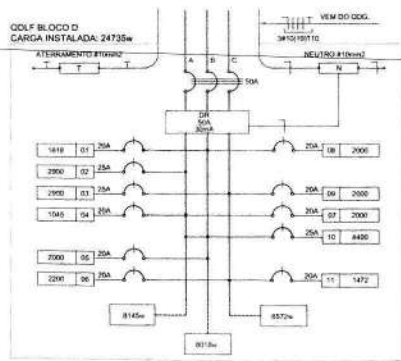 QDLF BLOCO D
CARGA INSTALADA: 24735w
VEM DO QDG.
3#10(10)T10
ATERRAMENTO #10mm2
NEUTRO #10mm2
T
A
B
C
N
50A
DR
50A
30mA
1818 01 20A
20A 08 2000
2900 02 25A
2900 03 25A
20A 09 2000
1045 04 20A
20A 07 2000
25A 10 4400
2000 05 20A
2200 06 20A
20A 11 1472
8145w
8018w
8572w